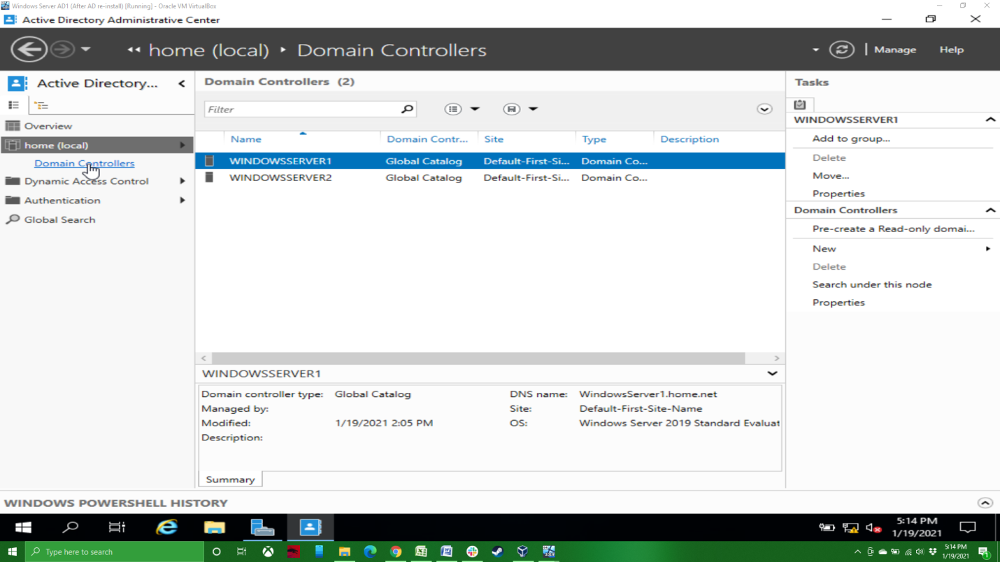 Windows Server AD1 (After AD re-install) [Running] - Oracle VM VirtualBox
Active Directory Administrative Center
home (local) Domain Controllers
Manage
Help
Active Directory...
Overview
home (local)
Domain Controllers
Dynamic Access Control
Authentication
Global Search
Domain Controllers (2)
Filter
Name Domain Contr... Site Type Description
WINDOWSSERVER1 Global Catalog Default-First-Si... Domain Co...
WINDOWSSERVER2 Global Catalog Default-First-Si... Domain Co...
WINDOWSSERVER1
Domain controller type: Global Catalog DNS name: WindowsServer1.home.net
Managed by: Site: Default-First-Site-Name
Modified: 1/19/2021 2:05 PM OS: Windows Server 2019 Standard Evaluat
Description:
Summary
Tasks
WINDOWSSERVER1
Add to group...
Delete
Move...
Properties
Domain Controllers
Pre-create a Read-only domai...
New
Delete
Search under this node
Properties
WINDOWS POWERSHELL HISTORY
5:14 PM
1/19/2021
Type here to search
5:14 PM
1/19/2021